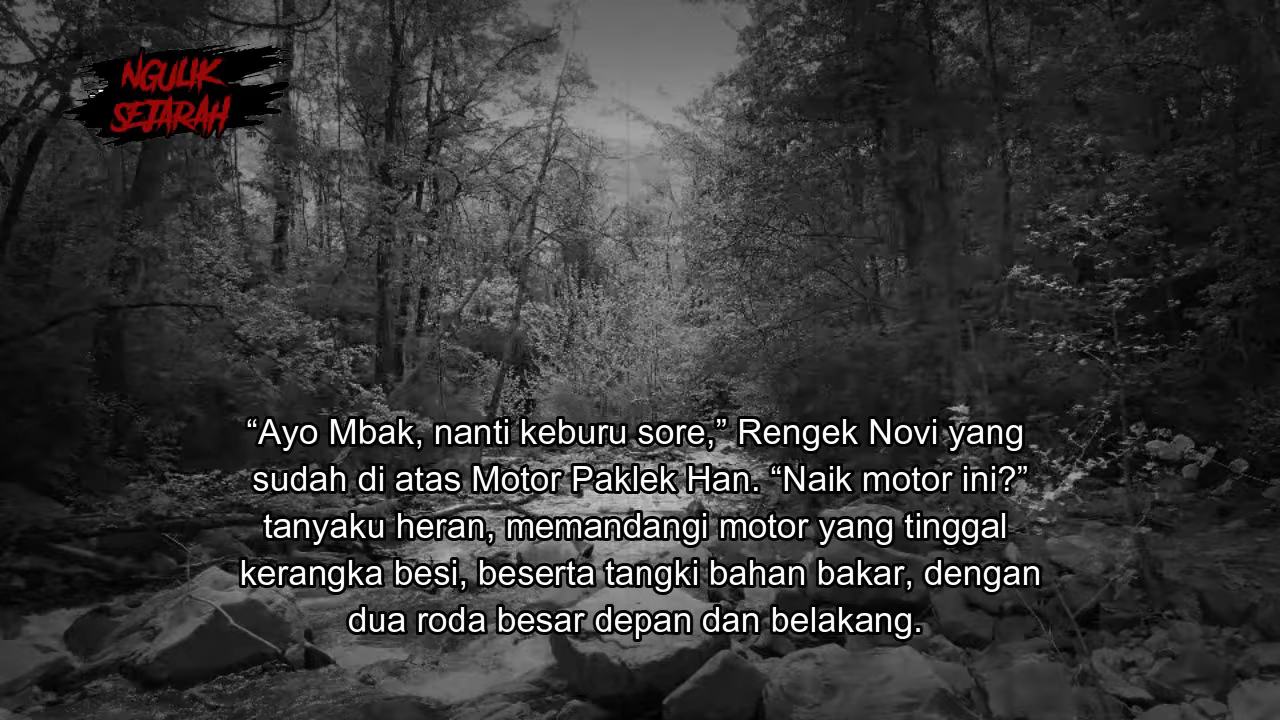 NGULIK
SEJARAH
“Ayo Mbak, nanti keburu sore,” Rengek Novi yang
sudah di atas Motor Paklek Han. “Naik motor ini?”
tanyaku heran, memandangi motor yang tinggal
kerangka besi, beserta tangki bahan bakar, dengan
dua roda besar depan dan belakang.